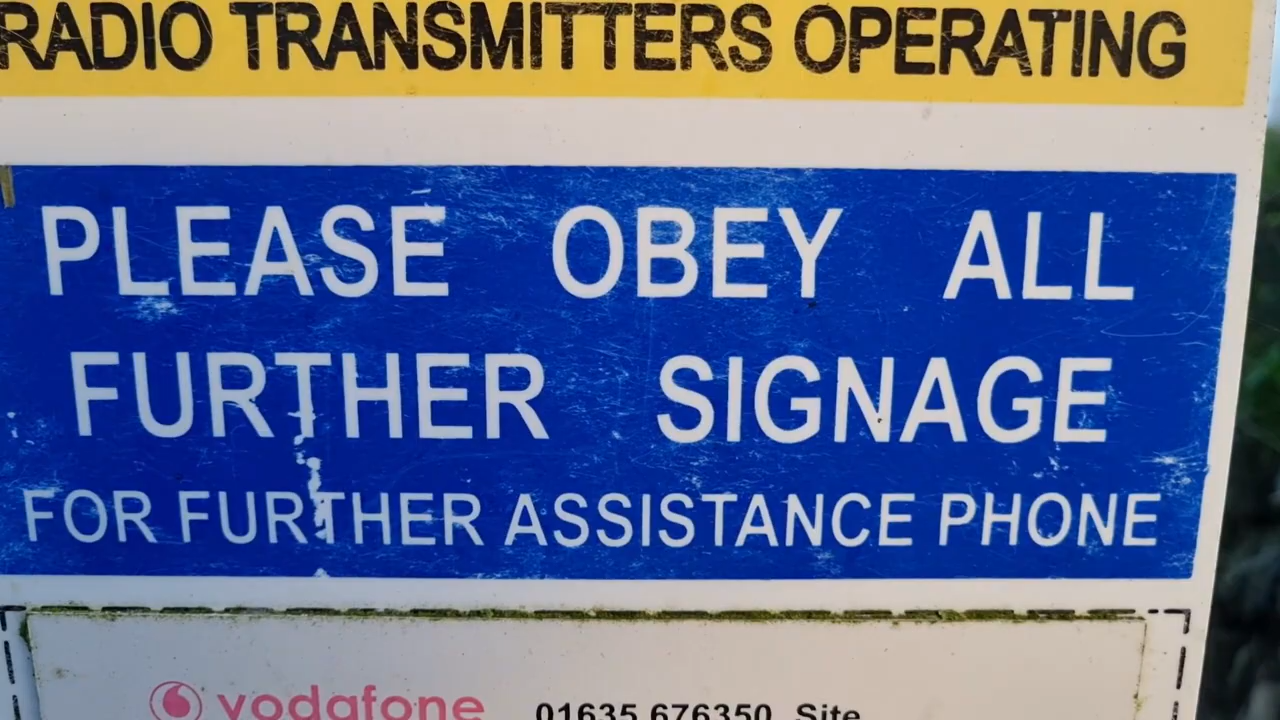 RADIO TRANSMITTERS OPERATING
PLEASE OBEY ALL
FURTHER SIGNAGE
FOR FURTHER ASSISTANCE PHONE
vodafone 01635 676350 Site